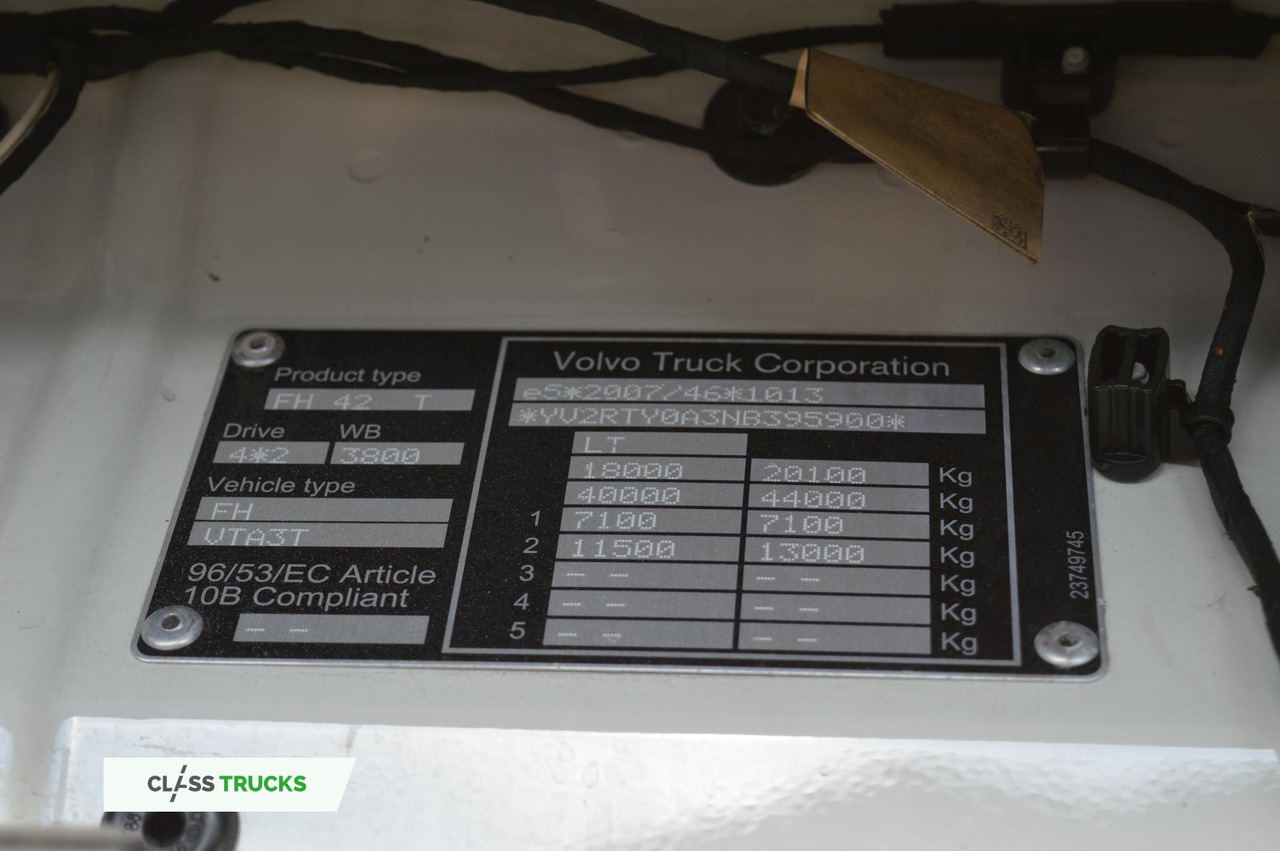 Product type
FH 42 T
Drive WB
4*2 3800
Vehicle type
FH
VTA3T
96/53/EC Article
10B Compliant
-- --
Volvo Truck Corporation
e5*2007/46*1013
*YV2RTY0A3NB395900*
LT
18000 20100 Kg
40000 44000 Kg
1 7100 7100 Kg
2 11500 13000 Kg
3 -- -- -- -- Kg
4 -- -- -- -- Kg
5 -- -- -- -- Kg
23749745
CLASS TRUCKS